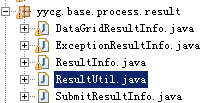 yycg.base.process.result
DataGridResultInfo.java
ExceptionResultInfo.java
ResultInfo.java
ResultUtil.java
SubmitResultInfo.java